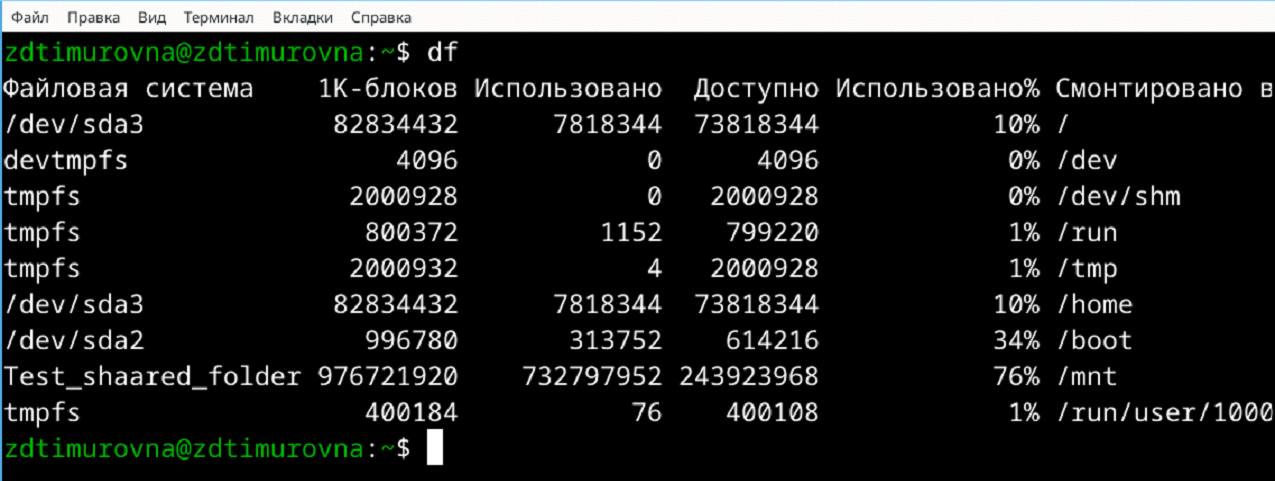 Файл Правка Вид Терминал Вкладки Справка
zdtimurovna@zdtimurovna:~$ df
Файловая система 1K-блоков Использовано Доступно Использовано% Смонтировано в
/dev/sda3 82834432 7818344 73818344 10% /
devtmpfs 4096 0 4096 0% /dev
tmpfs 2000928 0 2000928 0% /dev/shm
tmpfs 800372 1152 799220 1% /run
tmpfs 2000932 4 2000928 1% /tmp
/dev/sda3 82834432 7818344 73818344 10% /home
/dev/sda2 996780 313752 614216 34% /boot
Test_shaared_folder 976721920 732797952 243923968 76% /mnt
tmpfs 400184 76 400108 1% /run/user/1000
zdtimurovna@zdtimurovna:~$